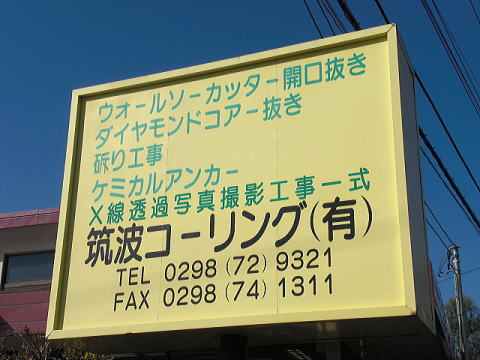 ウオールソーカッター開口抜き
ダイヤモンドコアー抜き
斫り工事
ケミカルアンカー
X線透過写真撮影工事一式
筑波コーリング(有)
TEL 0298(72)9321
FAX 0298(74)1311